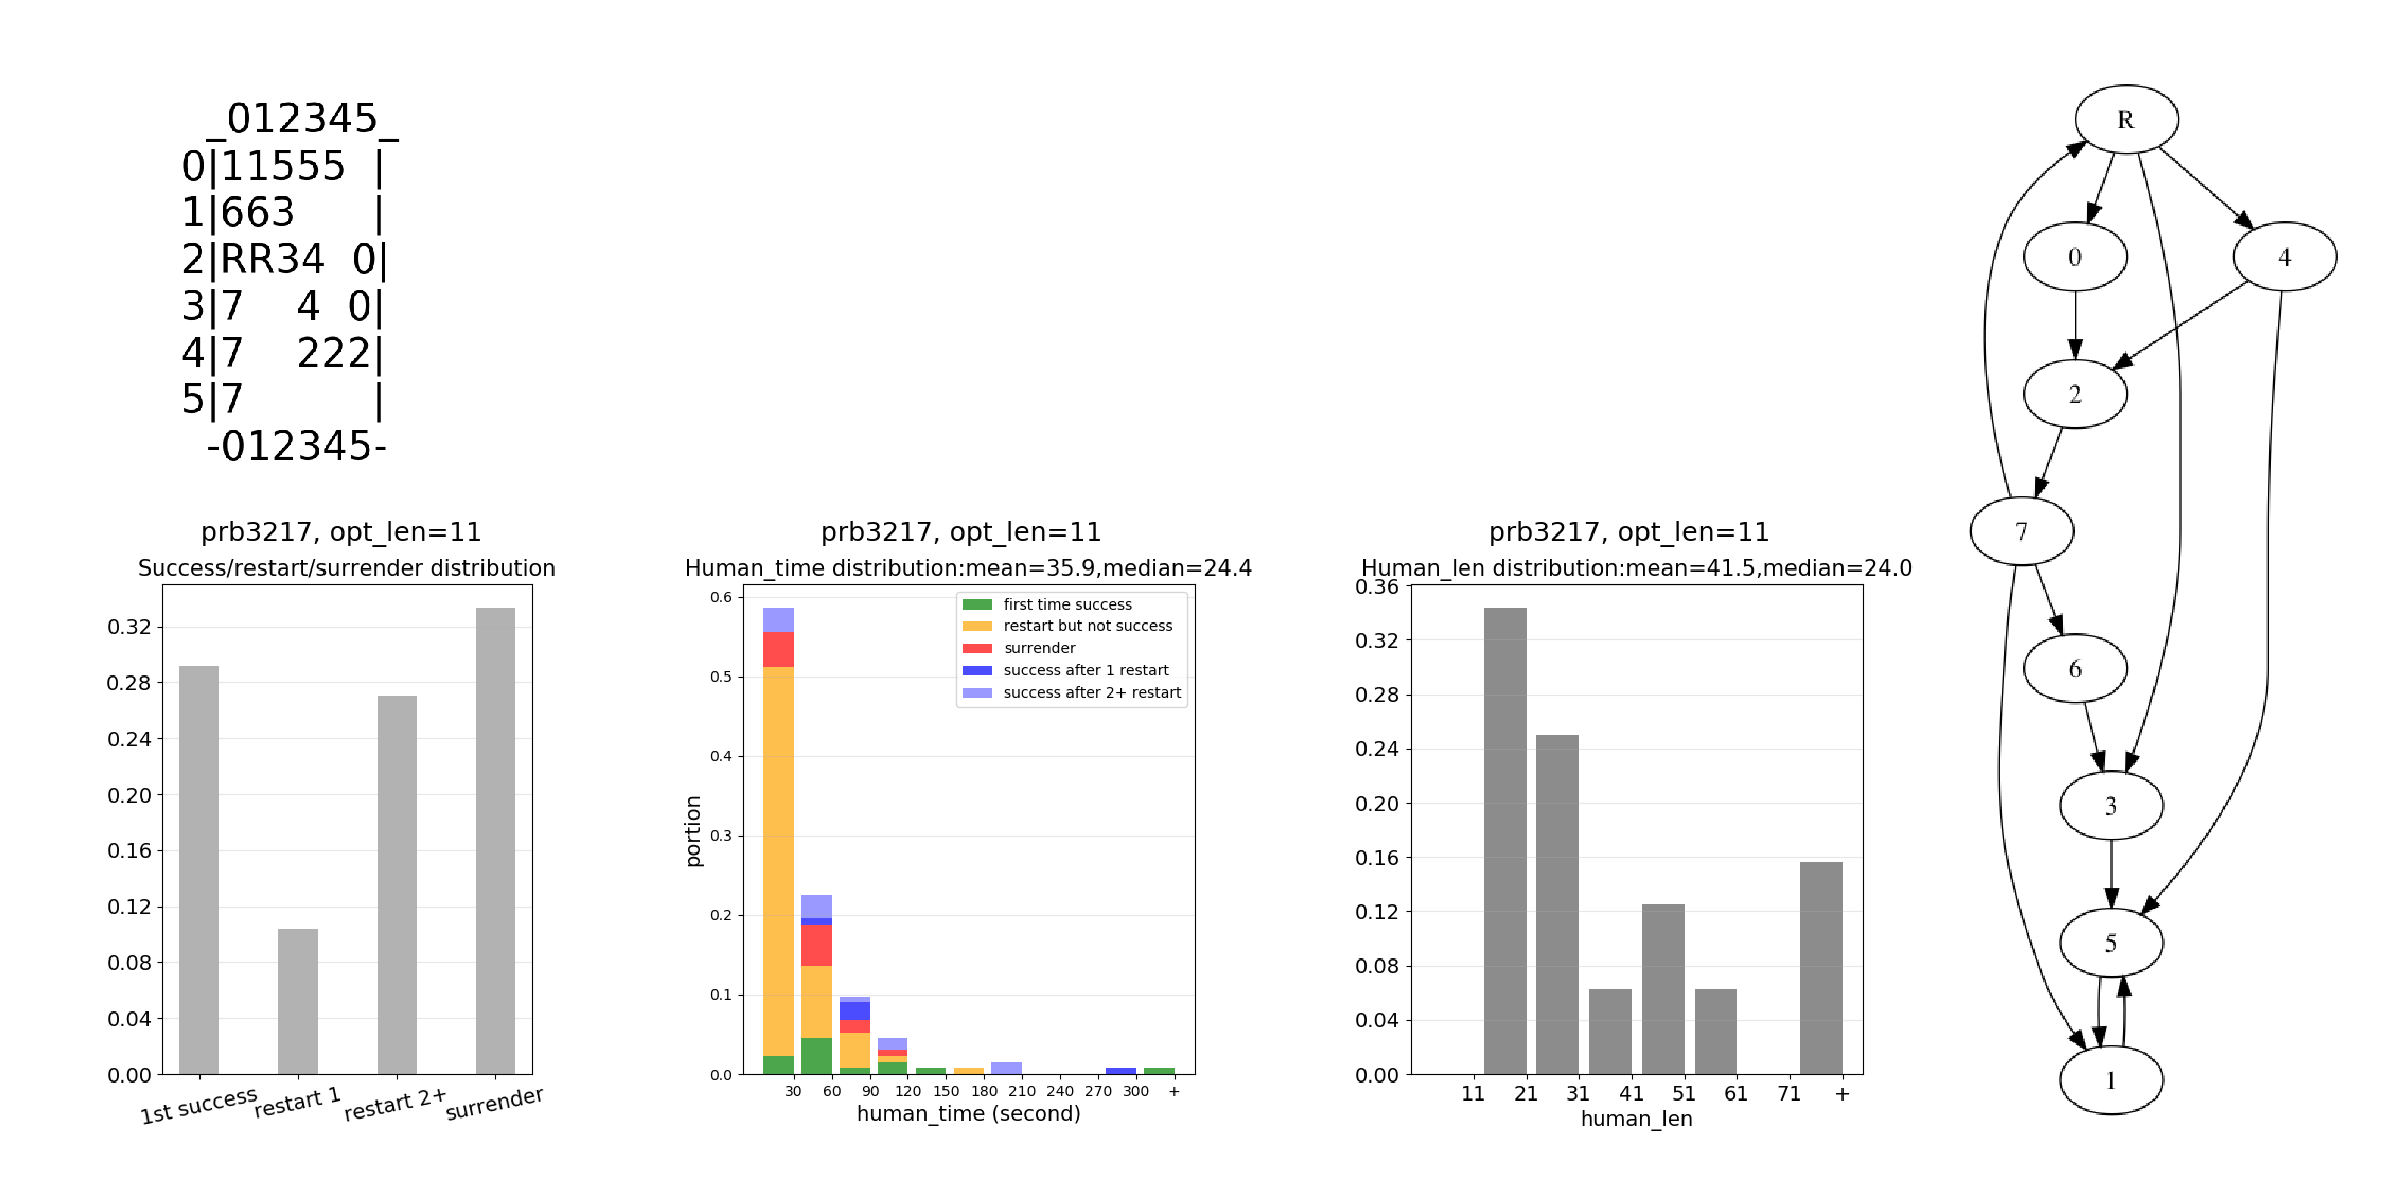 _012345_
0|11555 |
1|663   |
2|RR34 0|
3|7  4 0|
4|7  222|
5|7     |
-012345-
prb3217, opt_len=11
Success/restart/surrender distribution
0.32
0.28
0.24
0.20
0.16
0.12
0.08
0.04
0.00
1st success
restart 1
restart 2+
surrender
prb3217, opt_len=11
Human_time distribution:mean=35.9,median=24.4
first time success
restart but not success
surrender
success after 1 restart
success after 2+ restart
portion
0.6
0.5
0.4
0.3
0.2
0.1
0.0
30 60 90 120 150 180 210 240 270 300 +
human_time (second)
prb3217, opt_len=11
Human_len distribution:mean=41.5,median=24.0
0.36
0.32
0.28
0.24
0.20
0.16
0.12
0.08
0.04
0.00
11 21 31 41 51 61 71 +
human_len
R
0
4
2
7
6
3
5
1